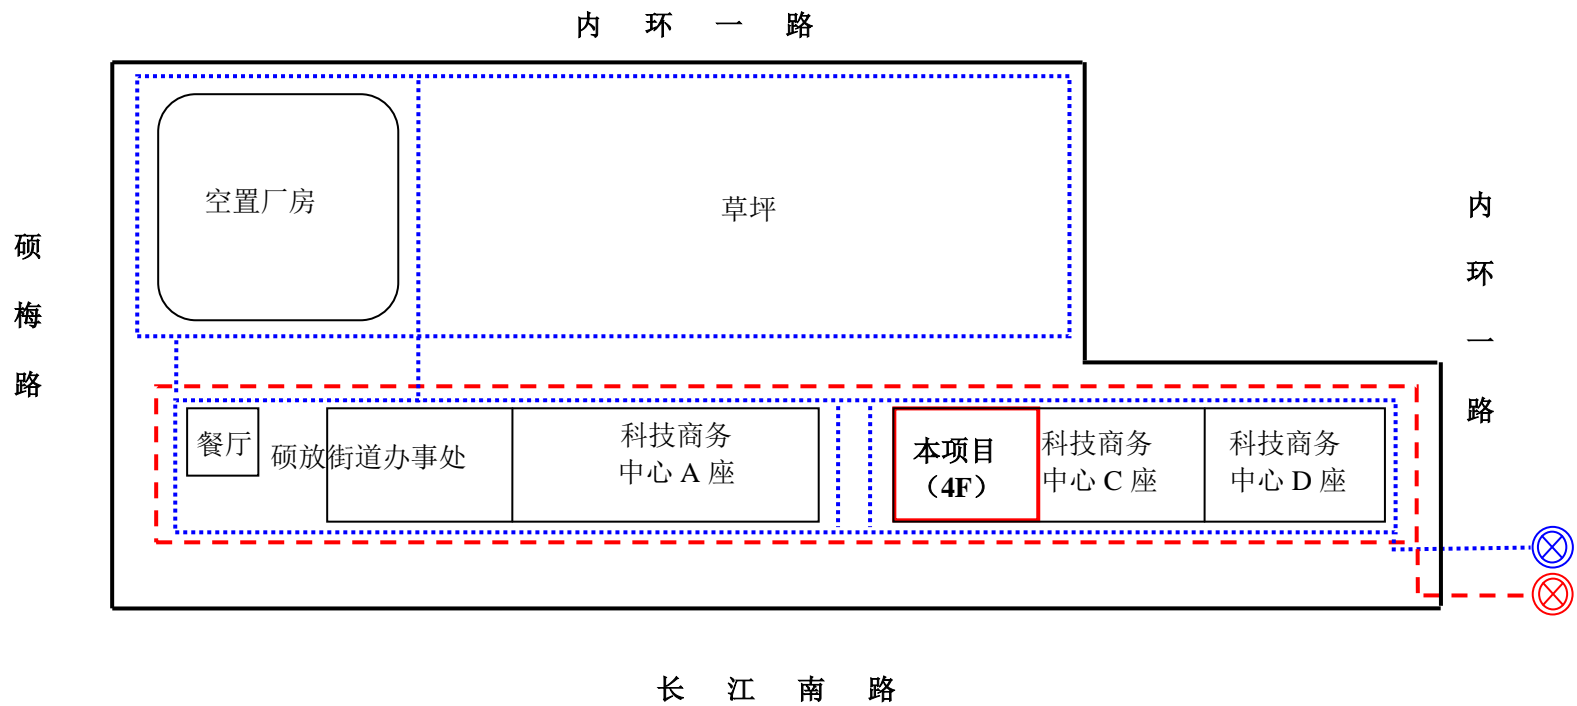 内环一路
空置厂房
草坪
硕梅路
内环一路
餐厅
硕放街道办事处
科技商务
中心 A 座
本项目
（4F）
科技商务
中心 C 座
科技商务
中心 D 座
长江南路